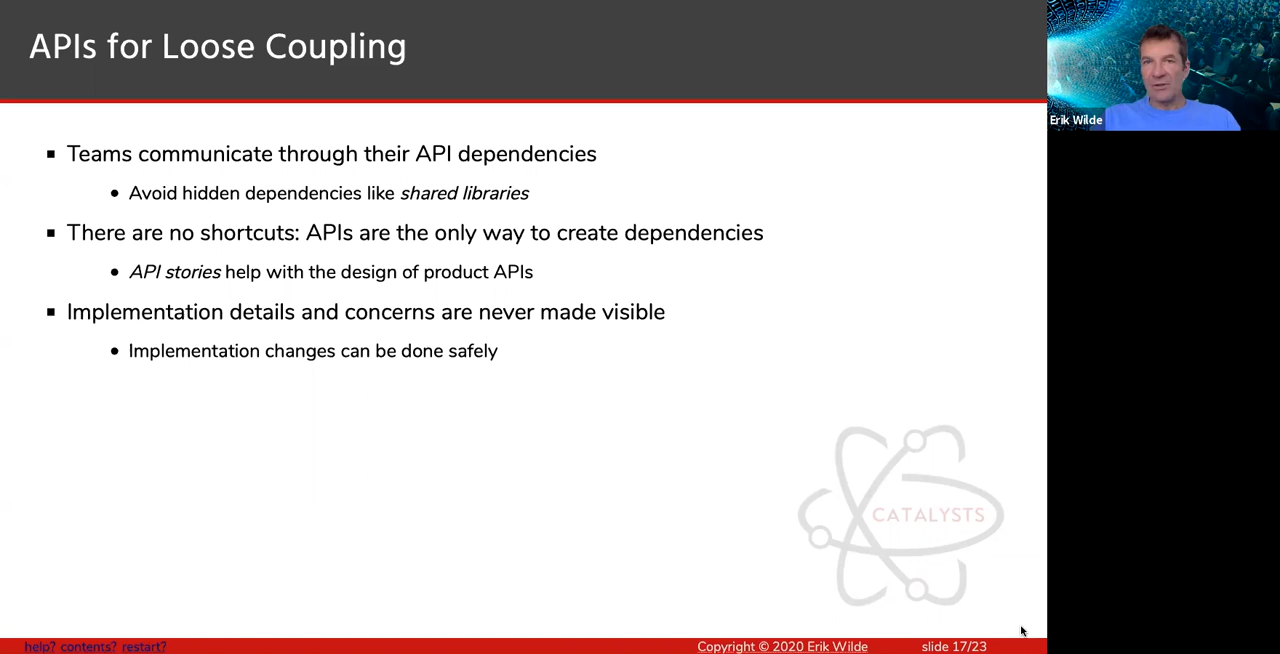 APIs for Loose Coupling
Erik Wilde
Teams communicate through their API dependencies
Avoid hidden dependencies like shared libraries
There are no shortcuts: APIs are the only way to create dependencies
API stories help with the design of product APIs
Implementation details and concerns are never made visible
Implementation changes can be done safely
CATALYSTS
help? contents? restart?
Copyright © 2020 Erik Wilde
slide 17/23